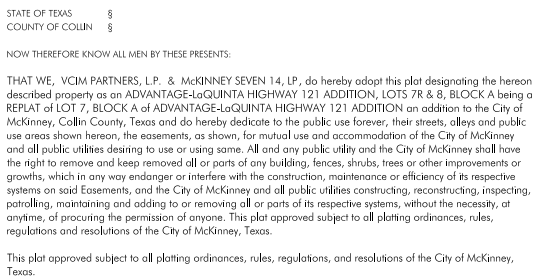 STATE OF TEXAS §
COUNTY OF COLLIN §
NOW THEREFORE KNOW ALL MEN BY THESE PRESENTS:
THAT WE, VCIM PARTNERS, L.P. & McKINNEY SEVEN 14, LP, do hereby adopt this plat designating the hereon
described property as an ADVANTAGE-LaQUINTA HIGHWAY 121 ADDITION, LOTS 7R & 8, BLOCK A being a
REPLAT of LOT 7, BLOCK A of ADVANTAGE-LaQUINTA HIGHWAY 121 ADDITION an addition to the City of
McKinney, Collin County, Texas and do hereby dedicate to the public use forever, their streets, alleys and public
use areas shown hereon, the easements, as shown, for mutual use and accommodation of the City of McKinney
and all public utilities desiring to use or using same. All and any public utility and the City of McKinney shall have
the right to remove and keep removed all or parts of any building, fences, shrubs, trees or other improvements or
growths, which in any way endanger or interfere with the construction, maintenance or efficiency of its respective
systems on said Easements, and the City of McKinney and all public utilities constructing, reconstructing, inspecting,
patrolling, maintaining and adding to or removing all or parts of its respective systems, without the necessity, at
anytime, of procuring the permission of anyone. This plat approved subject to all platting ordinances, rules,
regulations and resolutions of the City of McKinney, Texas.
This plat approved subject to all platting ordinances, rules, regulations, and resolutions of the City of McKinney,
Texas.